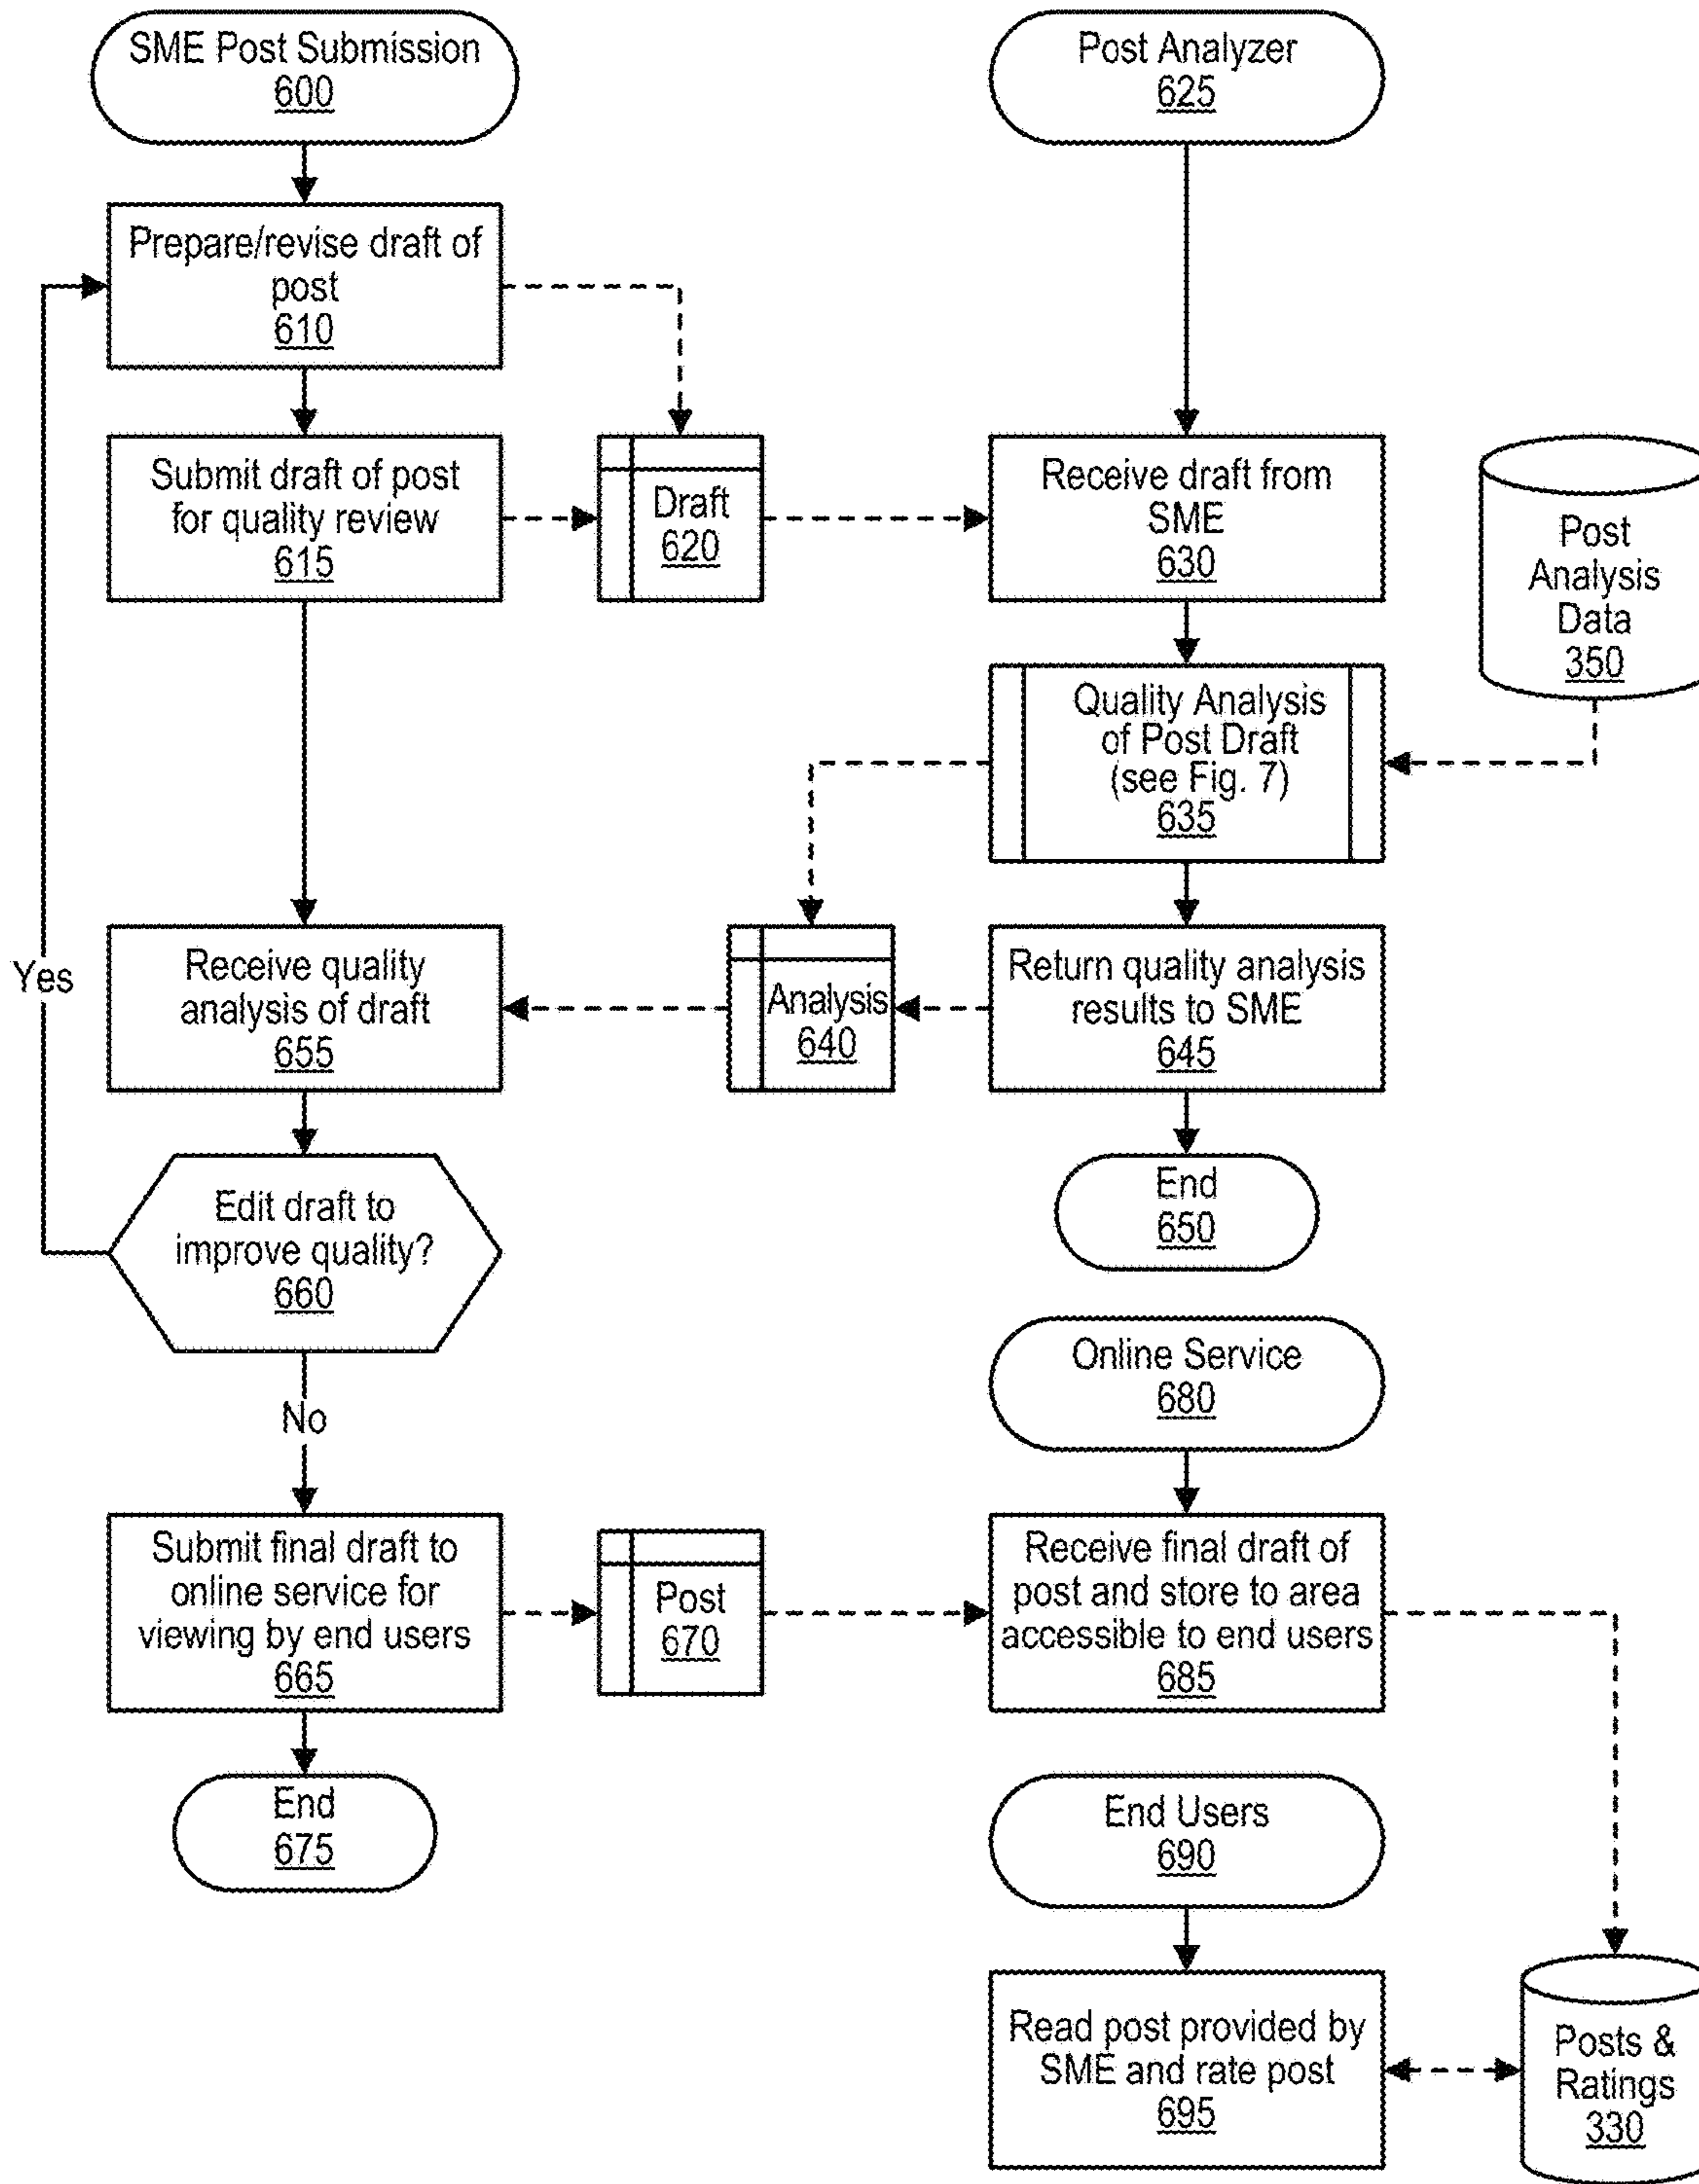 SME Post Submission
600
Post Analyzer
625
Prepare/revise draft of
post
610
Submit draft of post
for quality review
615
Draft
620
Receive draft from
SME
630
Post
Analysis
Data
350
Quality Analysis
of Post Draft
(see Fig. 7)
635
Yes
Receive quality
analysis of draft
655
Analysis
640
Return quality analysis
results to SME
645
Edit draft to
improve quality?
660
End
650
Online Service
680
No
Submit final draft to
online service for
viewing by end users
665
Post
670
Receive final draft of
post and store to area
accessible to end users
685
End
675
End Users
690
Read post provided by
SME and rate post
695
Posts &
Ratings
330